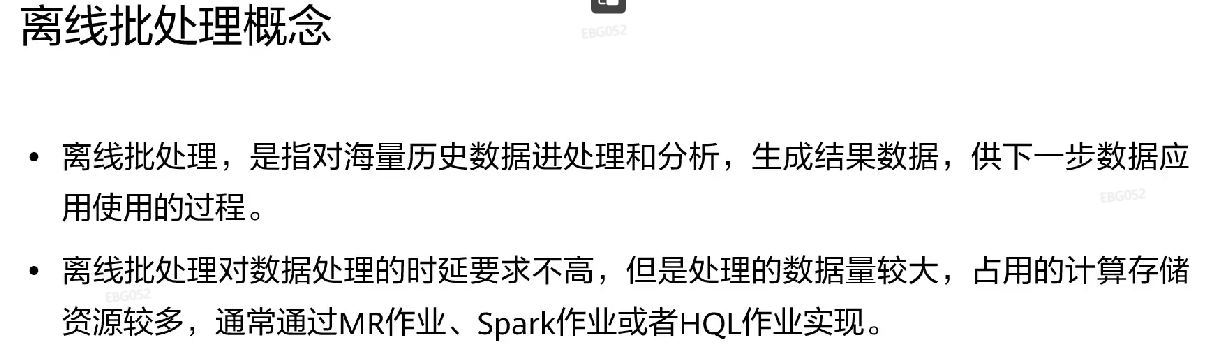 离线批处理概念
EBG052
离线批处理，是指对海量历史数据进处理和分析，生成结果数据，供下一步数据应
用使用的过程。
EBG052
离线批处理对数据处理的时延要求不高，但是处理的数据量较大，占用的计算存储
EBG052
资源较多，通常通过MR作业、Spark作业或者HQL作业实现。